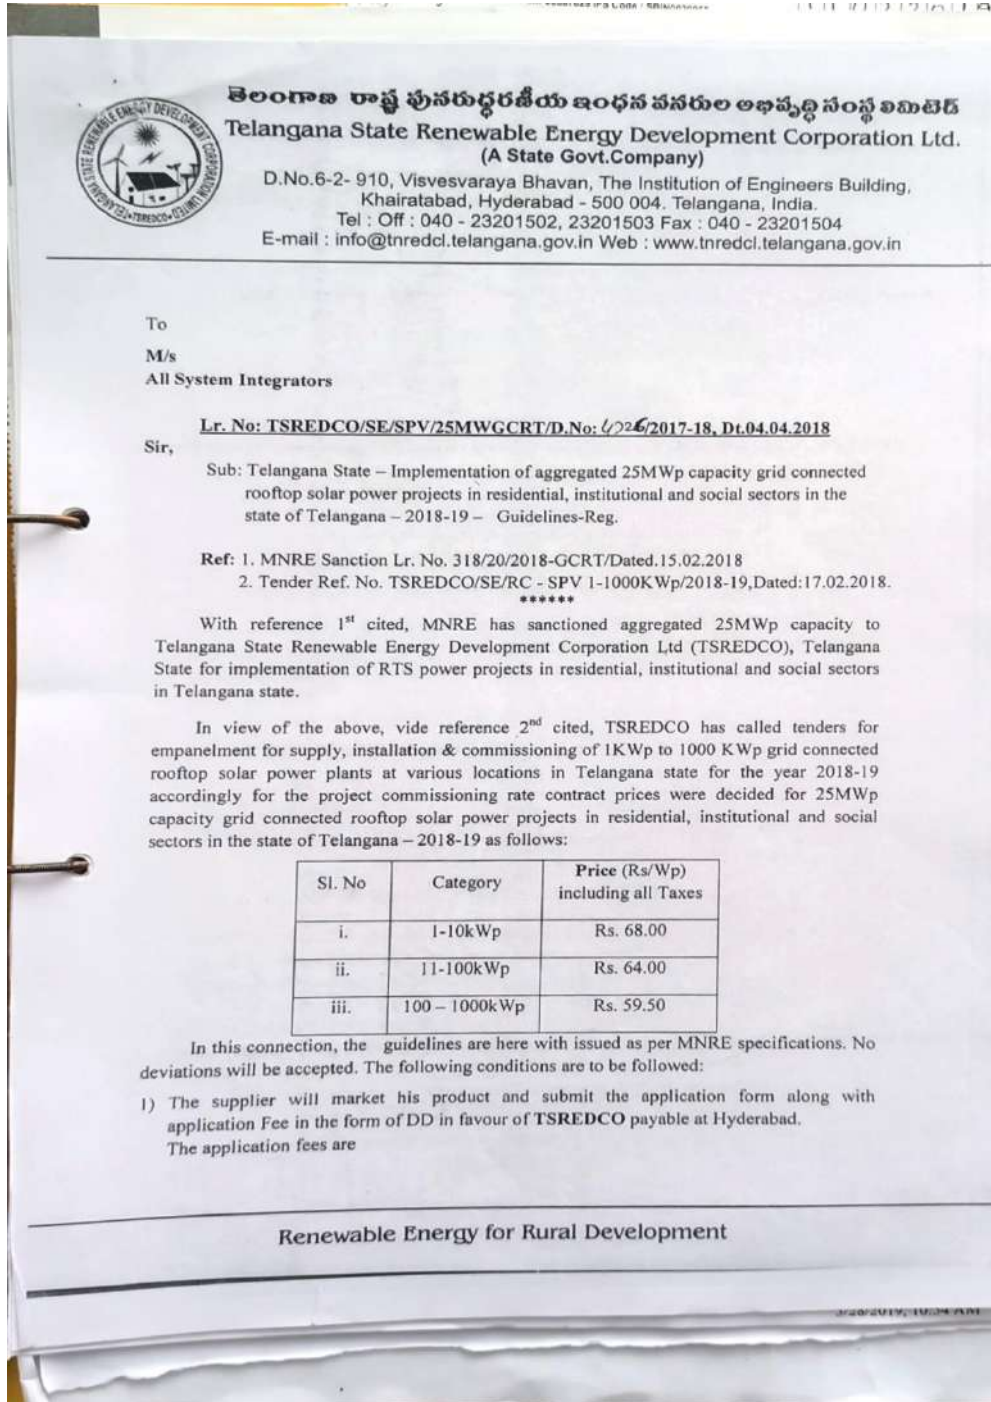 తెలంగాణ రాష్ట్ర పునరుద్ధరణీయ ఇంధన వనరుల అభివృద్ధి సంస్థ లిమిటెడ్
Telangana State Renewable Energy Development Corporation Ltd.
(A State Govt.Company)
D.No.6-2- 910, Visvesvaraya Bhavan, The Institution of Engineers Building,
Khairatabad, Hyderabad - 500 004. Telangana, India.
Tel : Off : 040 - 23201502, 23201503 Fax : 040 - 23201504
E-mail : info@tnredcl.telangana.gov.in Web : www.tnredcl.telangana.gov.in
TELANGANA STATE RENEWABLE ENERGY DEVELOPMENT CORPORATION LIMITED
TSREDCO
To
M/s
All System Integrators
Lr. No: TSREDCO/SE/SPV/25MWGCRT/D.No: /2017-18, Dt.04.04.2018
Sir,
Sub: Telangana State – Implementation of aggregated 25MWp capacity grid connected
rooftop solar power projects in residential, institutional and social sectors in the
state of Telangana – 2018-19 – Guidelines-Reg.
Ref: 1. MNRE Sanction Lr. No. 318/20/2018-GCRT/Dated.15.02.2018
2. Tender Ref. No. TSREDCO/SE/RC - SPV 1-1000KWp/2018-19,Dated:17.02.2018.
******
With reference 1st cited, MNRE has sanctioned aggregated 25MWp capacity to
Telangana State Renewable Energy Development Corporation Ltd (TSREDCO), Telangana
State for implementation of RTS power projects in residential, institutional and social sectors
in Telangana state.
In view of the above, vide reference 2nd cited, TSREDCO has called tenders for
empanelment for supply, installation & commissioning of 1KWp to 1000 KWp grid connected
rooftop solar power plants at various locations in Telangana state for the year 2018-19
accordingly for the project commissioning rate contract prices were decided for 25MWp
capacity grid connected rooftop solar power projects in residential, institutional and social
sectors in the state of Telangana – 2018-19 as follows:
Sl. No Category Price (Rs/Wp) including all Taxes
i. 1-10kWp Rs. 68.00
ii. 11-100kWp Rs. 64.00
iii. 100 – 1000kWp Rs. 59.50
In this connection, the guidelines are here with issued as per MNRE specifications. No
deviations will be accepted. The following conditions are to be followed:
1) The supplier will market his product and submit the application form along with
application Fee in the form of DD in favour of TSREDCO payable at Hyderabad.
The application fees are
Renewable Energy for Rural Development
3/28/2019, 10:54 AM